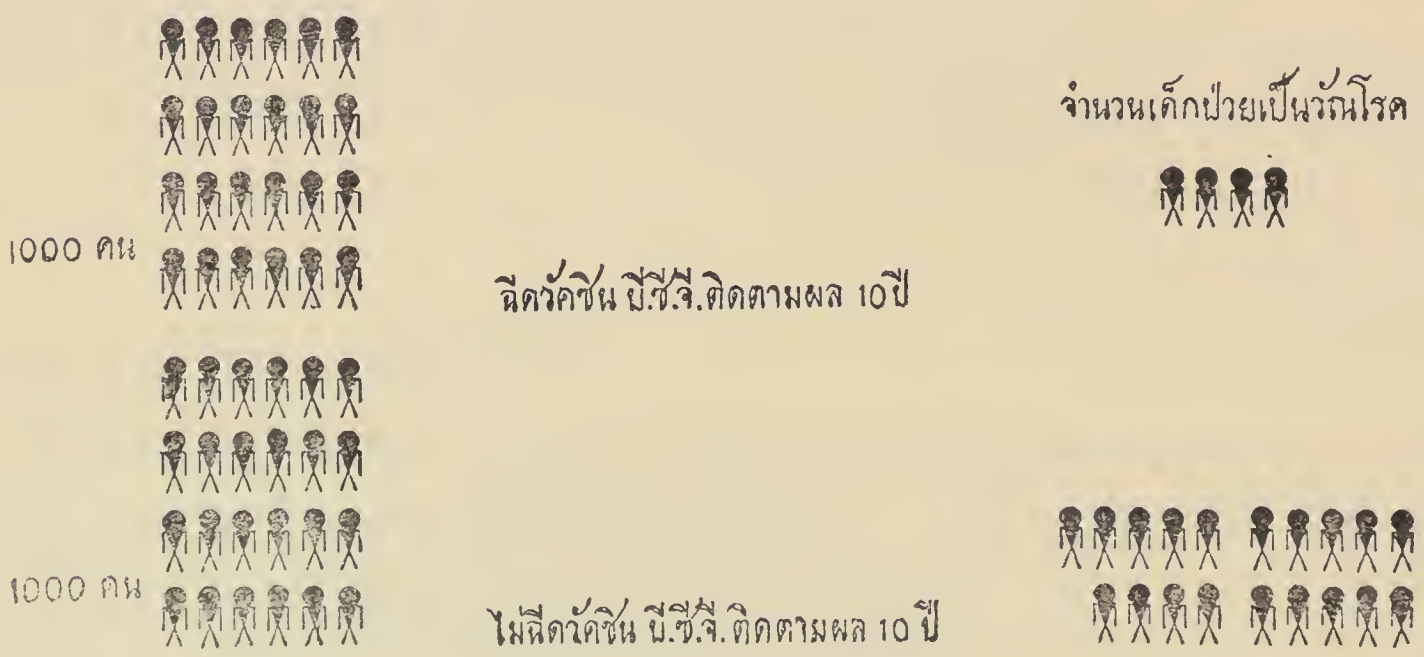 จำนวนเด็กป่วยเป็นวัณโรค
1000 คน
ฉีดวัคซีน บี.ซี.จี.ติดตามผล 10 ปี
1000 คน
ไม่ฉีดวัคซีน บี.ซี.จี.ติดตามผล 10 ปี